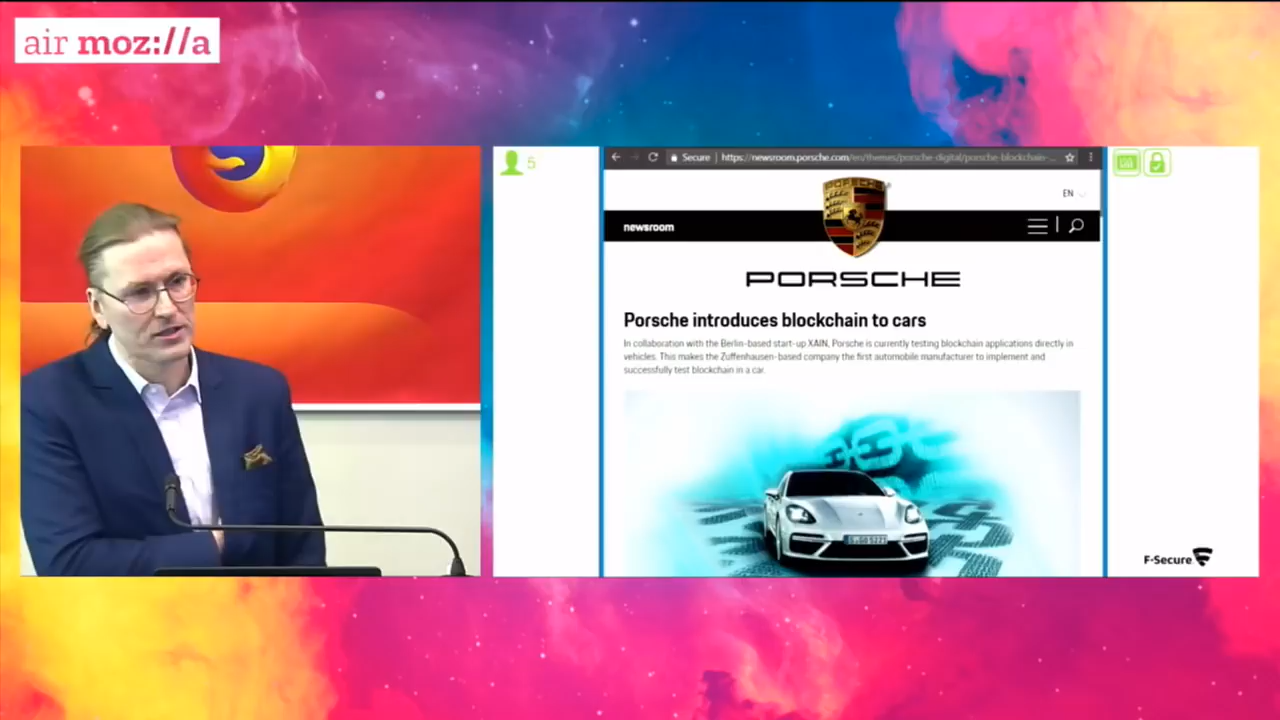 air moz://a
5
Secure
https://newsroom.porsche.com/en/themes/porsche-digital/porsche-blockchain-...
PORSCHE
EN
newsroom
PORSCHE
Porsche introduces blockchain to cars
In collaboration with the Berlin-based start-up XAIN, Porsche is currently testing blockchain applications directly in
vehicles. This makes the Zuffenhausen-based company the first automobile manufacturer to implement and
successfully test blockchain in a car.
F-Secure